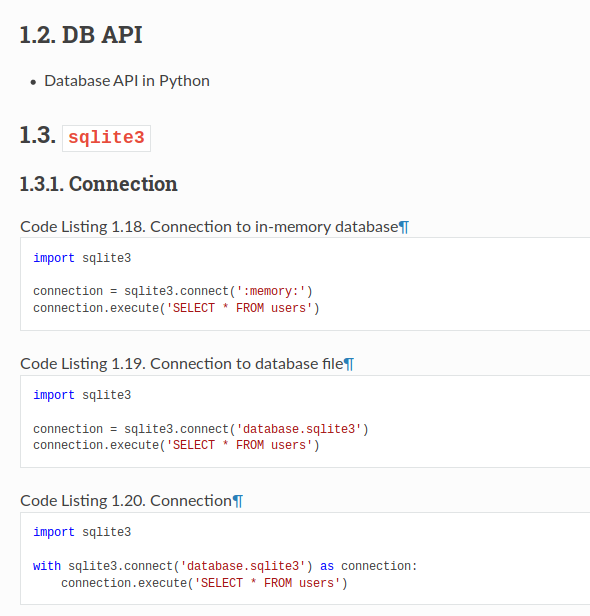 1.2. DB API
• Database API in Python
1.3. sqlite3
1.3.1. Connection
Code Listing 1.18. Connection to in-memory database¶
import sqlite3
connection = sqlite3.connect(':memory:')
connection.execute('SELECT * FROM users')
Code Listing 1.19. Connection to database file¶
import sqlite3
connection = sqlite3.connect('database.sqlite3')
connection.execute('SELECT * FROM users')
Code Listing 1.20. Connection¶
import sqlite3
with sqlite3.connect('database.sqlite3') as connection:
    connection.execute('SELECT * FROM users')